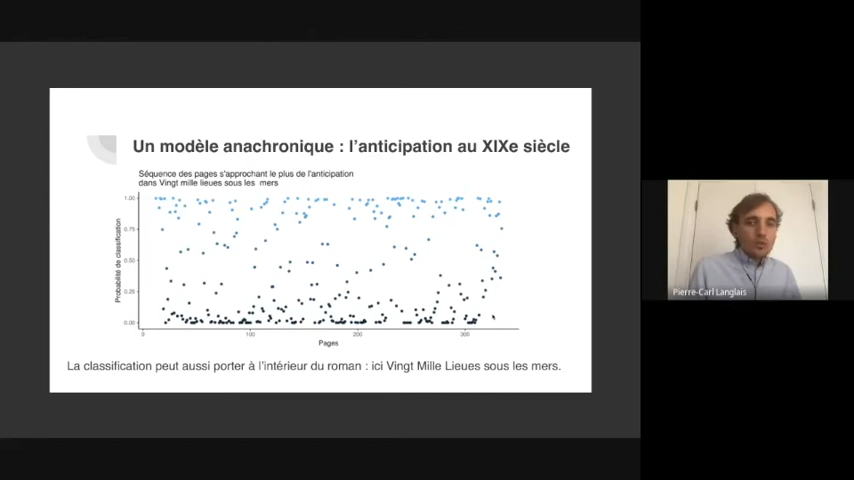 Un modèle anachronique : l'anticipation au XIXe siècle
Séquence des pages s'approchant le plus de l'anticipation
dans Vingt mille lieues sous les mers
Probabilité de classification
1.00
0.75
0.50
0.25
0.00
0
100
200
300
Pages
La classification peut aussi porter à l'intérieur du roman : ici Vingt Mille Lieues sous les mers.
Pierre-Carl Langlais